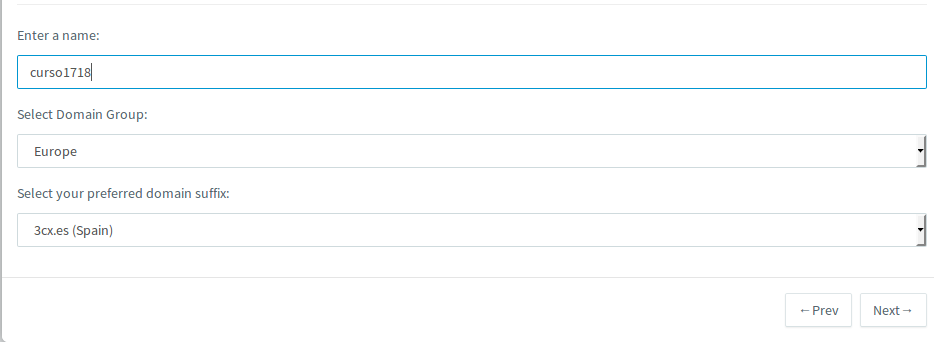 Enter a name:
curso1718
Select Domain Group:
Europe
Select your preferred domain suffix:
3cx.es (Spain)
←Prev
Next→